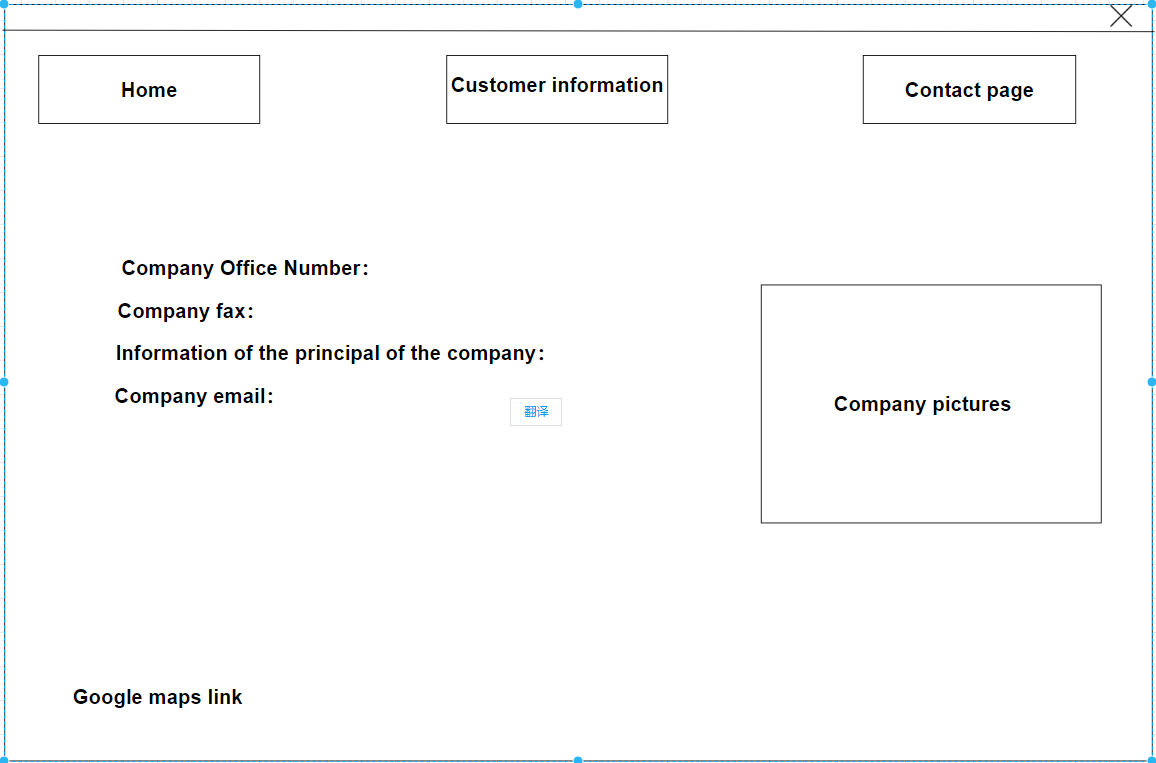 Home
Customer information
Contact page
Company Office Number：
Company fax：
Information of the principal of the company：
Company email：
翻译
Company pictures
Google maps link